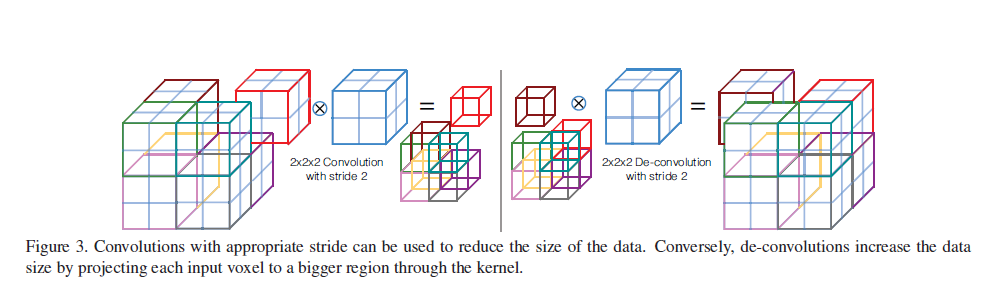 2x2x2 Convolution
with stride 2
=
2x2x2 De-convolution
with stride 2
=
Figure 3. Convolutions with appropriate stride can be used to reduce the size of the data. Conversely, de-convolutions increase the data
size by projecting each input voxel to a bigger region through the kernel.